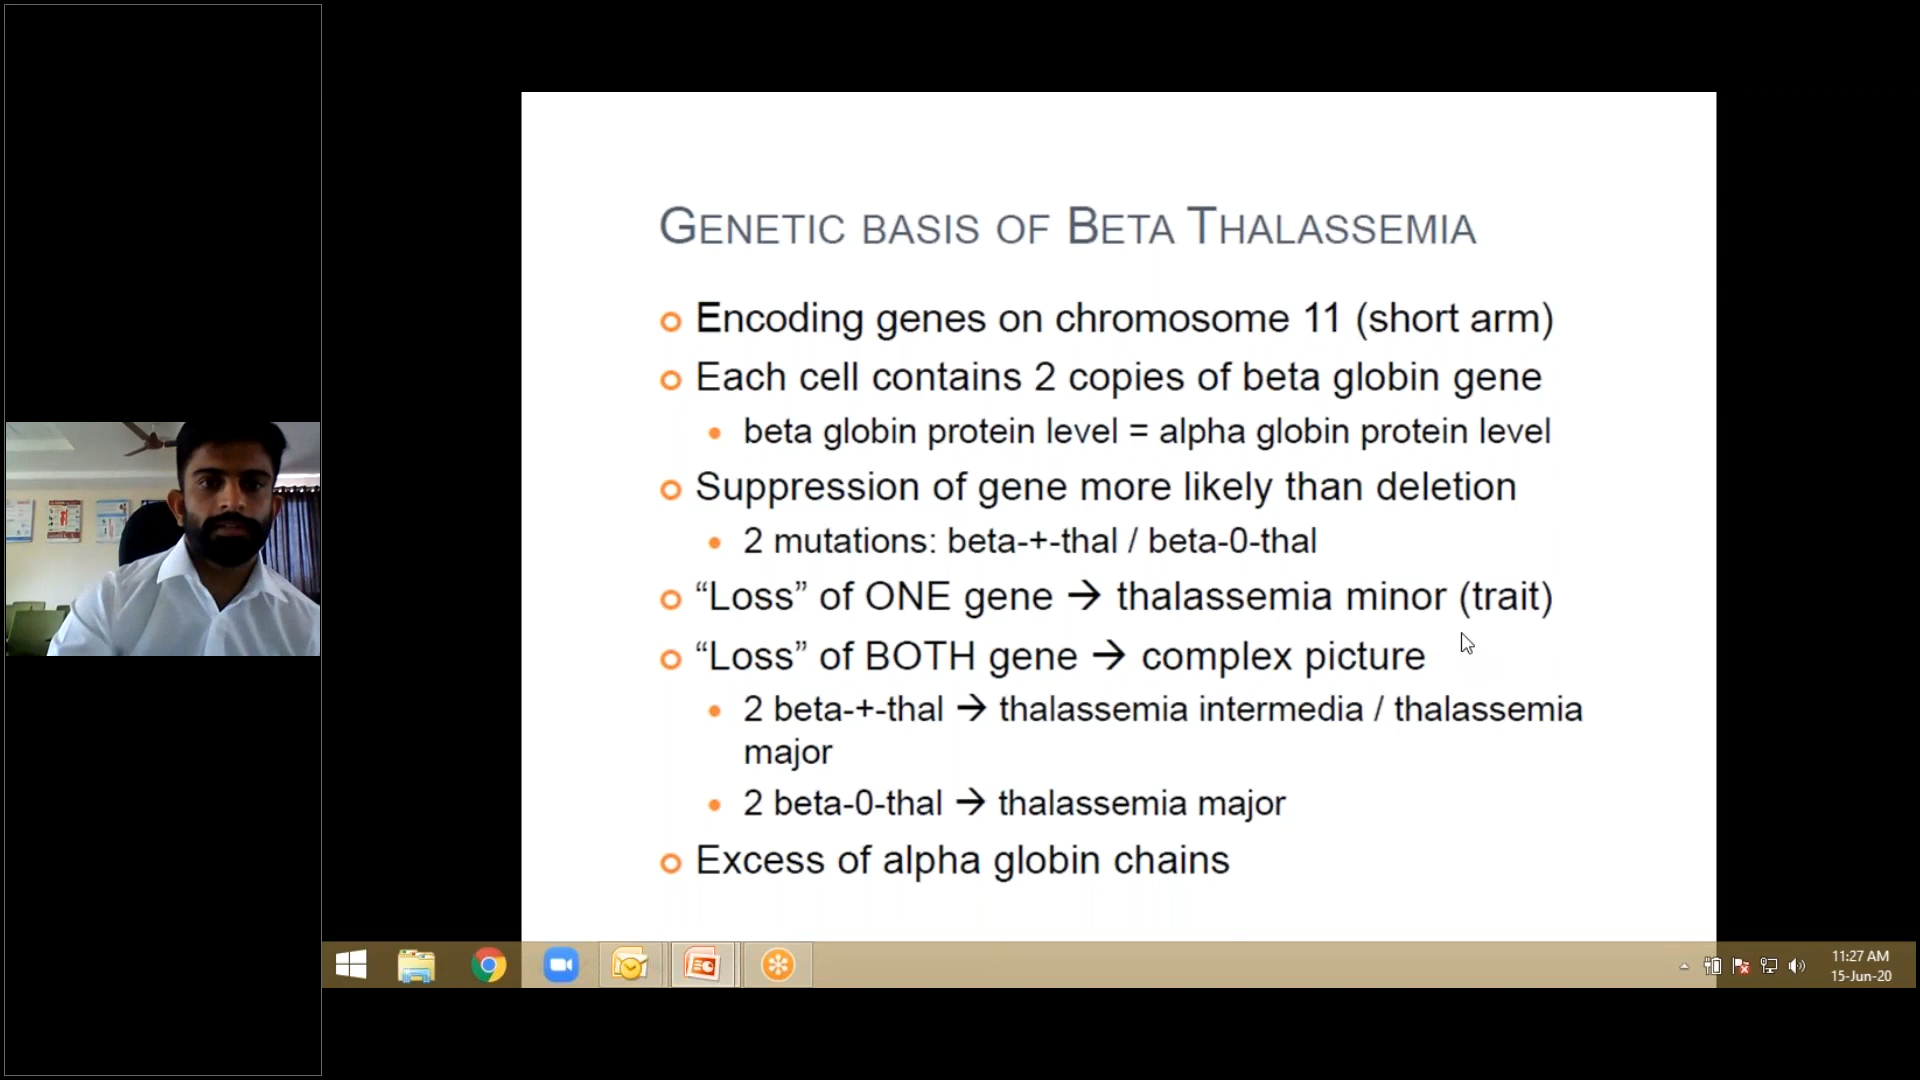 GENETIC BASIS OF BETA THALASSEMIA
Encoding genes on chromosome 11 (short arm)
Each cell contains 2 copies of beta globin gene
beta globin protein level = alpha globin protein level
Suppression of gene more likely than deletion
2 mutations: beta-+-thal / beta-0-thal
“Loss” of ONE gene → thalassemia minor (trait)
“Loss” of BOTH gene → complex picture
2 beta-+-thal → thalassemia intermedia / thalassemia
major
2 beta-0-thal → thalassemia major
Excess of alpha globin chains
11:27 AM
15-Jun-20